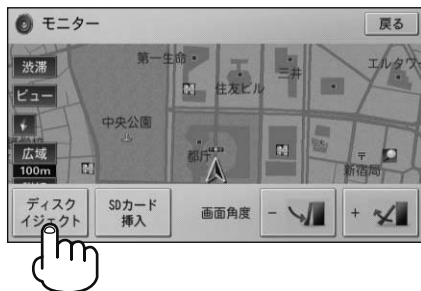 モニター
戻る
渋滞
第一生命
エルタワー
ビュー
住友ビル
三井
中央公園
広域
100m
都庁
〒
新宿局
ディスク
イジェクト
SDカード
挿入
画面角度
-
+